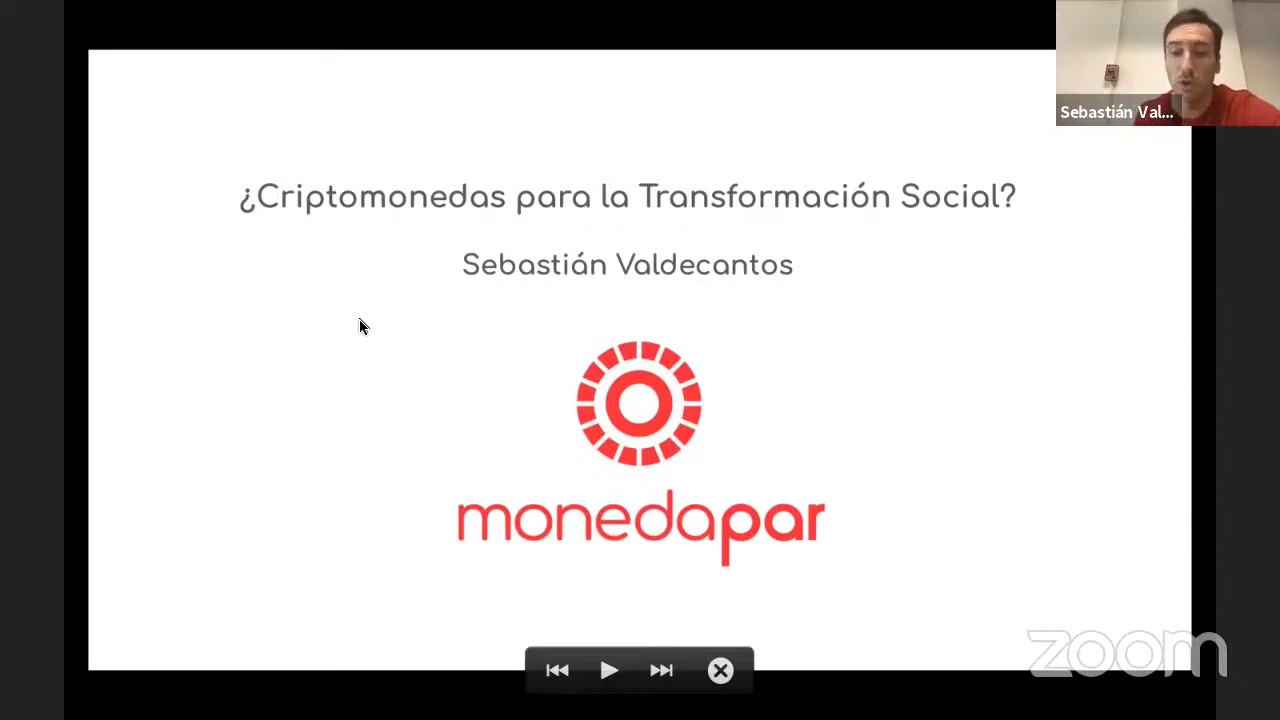 Sebastián Val...
¿Criptomonedas para la Transformación Social?
Sebastián Valdecantos
monedapar
zoom